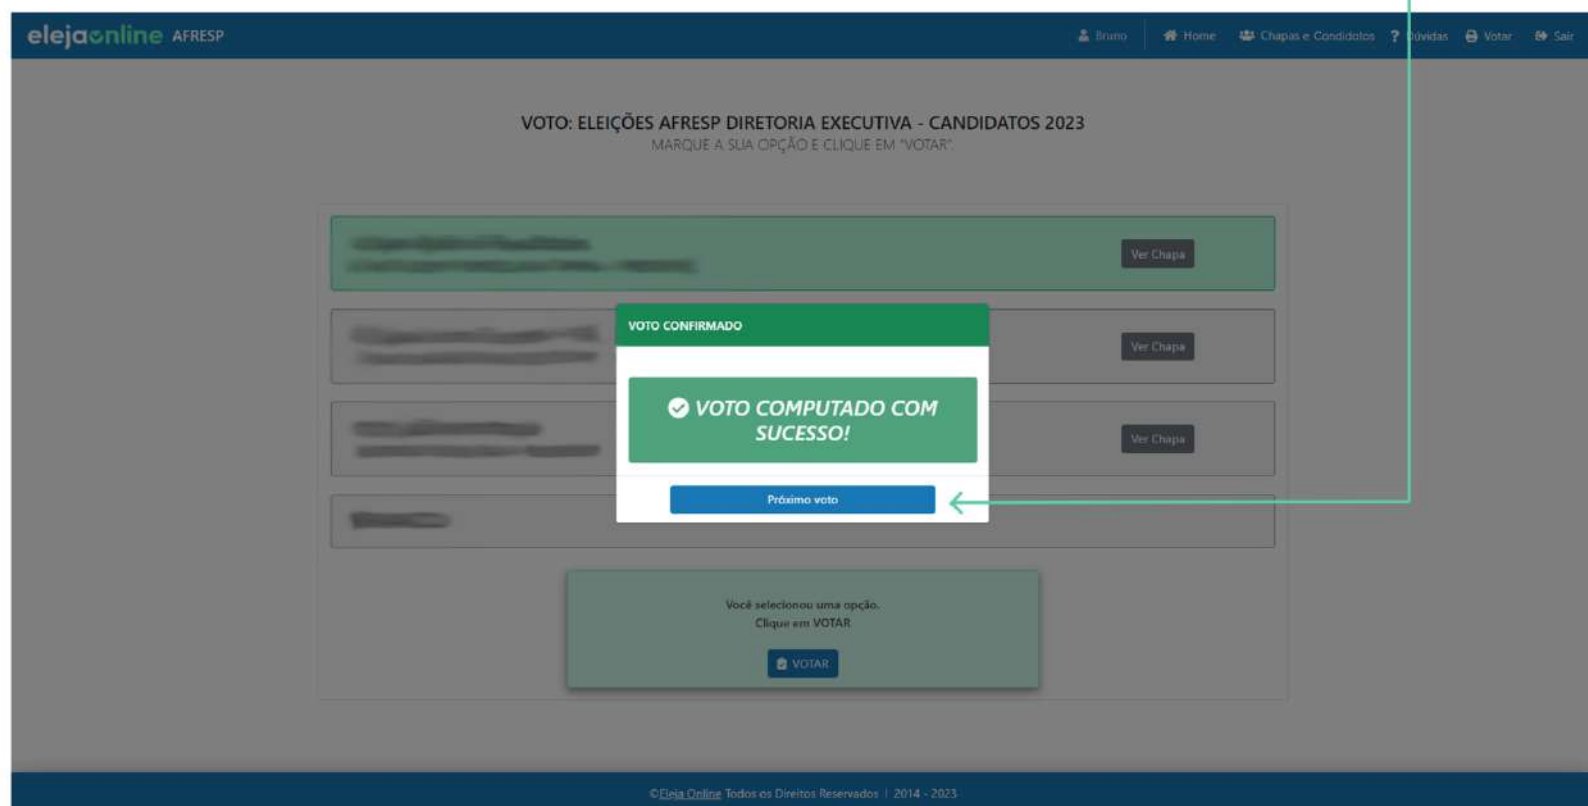 elejaonline AFRESP
Bruno Home Chapas e Candidatos ? Dúvidas Votar Sair
VOTO: ELEIÇÕES AFRESP DIRETORIA EXECUTIVA - CANDIDATOS 2023
MARQUE A SUA OPÇÃO E CLIQUE EM "VOTAR".
Ver Chapa
VOTO CONFIRMADO
Ver Chapa
VOTO COMPUTADO COM
SUCESSO!
Ver Chapa
Próximo voto
Você selecionou uma opção.
Clique em VOTAR
VOTAR
©Eleja Online Todos os Direitos Reservados | 2014 - 2023